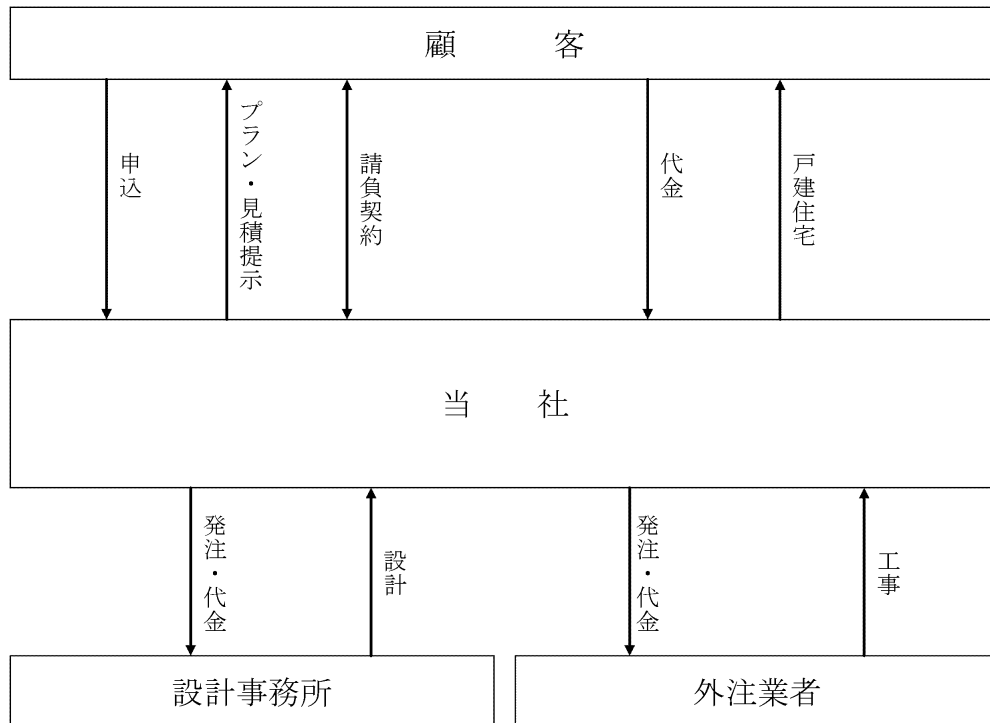 顧　客
申込
プラン・見積提示
請負契約
代金
戸建住宅
当　社
発注・代金
設計
発注・代金
工事
設計事務所
外注業者